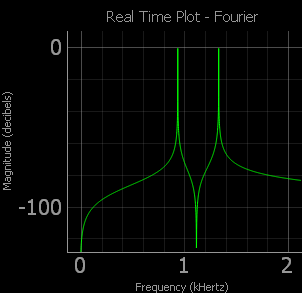 Real Time Plot - Fourier
0
Magnitude (decibels)
-100
0 1 2
Frequency (kHertz)